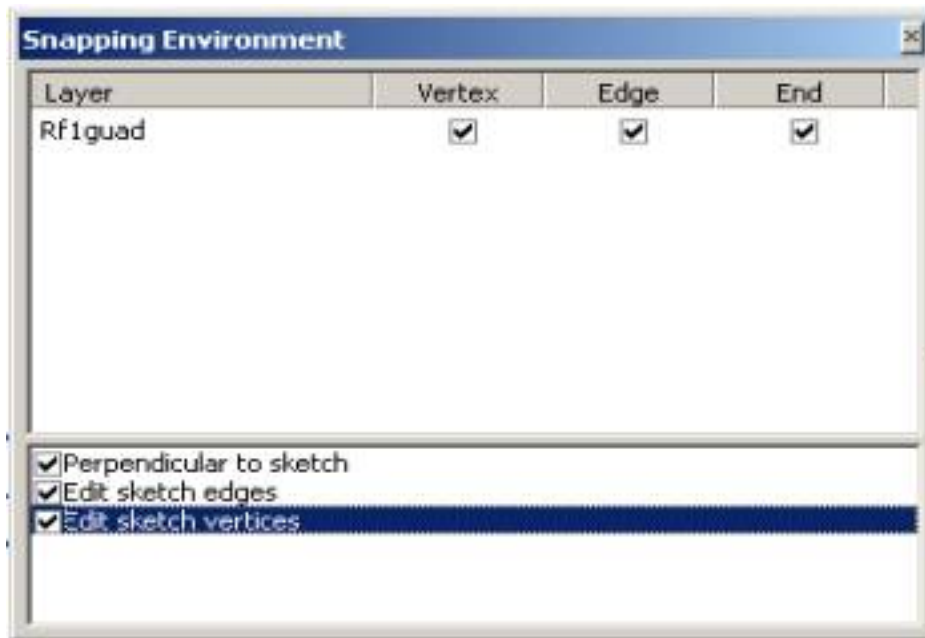 Snapping Environment
Layer Vertex Edge End
Rf1guad
Perpendicular to sketch
Edit sketch edges
Edit sketch vertices